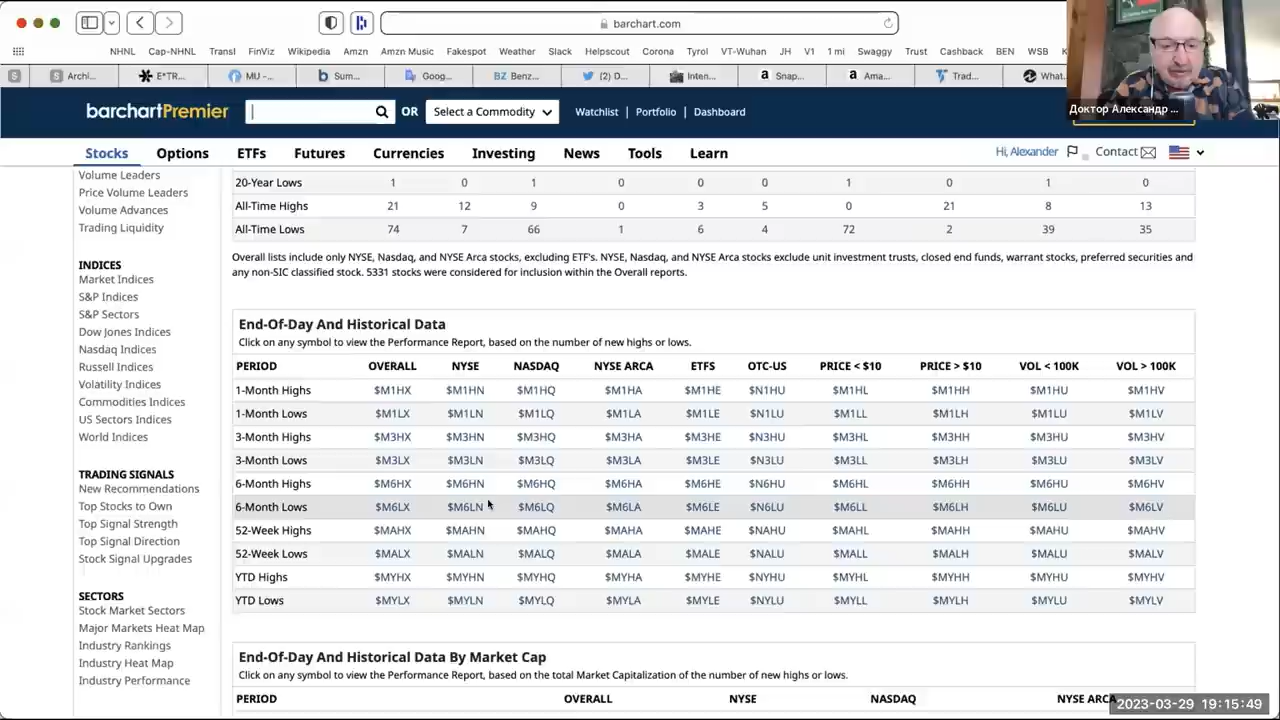 barchart.com
NHNL Cap-NHNL Transl FinViz Wikipedia Amzn Amzn Music Fakespot Weather Slack Helpscout Corona Tyrol VT-Wuhan JH V1 1 mi Swaggy Trust Cashback BEN WSB
S Archi... E*TR... MU -... Sum... Goog... BZ Benz... (2) D... Inten... Snap... Ama... Trad... What.
barchartPremier OR Select a Commodity Watchlist | Portfolio | Dashboard
Доктор Александр ...
Stocks Options ETFs Futures Currencies Investing News Tools Learn Hi, Alexander Contact
Volume Leaders
Price Volume Leaders
Volume Advances
Trading Liquidity
INDICES
Market Indices
S&P Indices
S&P Sectors
Dow Jones Indices
Nasdaq Indices
Russell Indices
Volatility Indices
Commodities Indices
US Sectors Indices
World Indices
TRADING SIGNALS
New Recommendations
Top Stocks to Own
Top Signal Strength
Top Signal Direction
Stock Signal Upgrades
SECTORS
Stock Market Sectors
Major Markets Heat Map
Industry Rankings
Industry Heat Map
Industry Performance
20-Year Lows 1 0 1 0 0 0 1 0 1 0
All-Time Highs 21 12 9 0 3 5 0 21 8 13
All-Time Lows 74 7 66 1 6 4 72 2 39 35
Overall lists include only NYSE, Nasdaq, and NYSE Arca stocks, excluding ETF's. NYSE, Nasdaq, and NYSE Arca stocks exclude unit investment trusts, closed end funds, warrant stocks, preferred securities and
any non-SIC classified stock. 5331 stocks were considered for inclusion within the Overall reports.
End-Of-Day And Historical Data
Click on any symbol to view the Performance Report, based on the number of new highs or lows.
PERIOD OVERALL NYSE NASDAQ NYSE ARCA ETFS OTC-US PRICE < $10 PRICE > $10 VOL < 100K VOL > 100K
1-Month Highs $M1HX $M1HN $M1HQ $M1HA $M1HE $N1HU $M1HL $M1HH $M1HU $M1HV
1-Month Lows $M1LX $M1LN $M1LQ $M1LA $M1LE $N1LU $M1LL $M1LH $M1LU $M1LV
3-Month Highs $M3HX $M3HN $M3HQ $M3HA $M3HE $N3HU $M3HL $M3HH $M3HU $M3HV
3-Month Lows $M3LX $M3LN $M3LQ $M3LA $M3LE $N3LU $M3LL $M3LH $M3LU $M3LV
6-Month Highs $M6HX $M6HN $M6HQ $M6HA $M6HE $N6HU $M6HL $M6HH $M6HU $M6HV
6-Month Lows $M6LX $M6LN $M6LQ $M6LA $M6LE $N6LU $M6LL $M6LH $M6LU $M6LV
52-Week Highs $MAHX $MAHN $MAHQ $MAHA $MAHE $NAHU $MAHL $MAHH $MAHU $MAHV
52-Week Lows $MALX $MALN $MALQ $MALA $MALE $NALU $MALL $MALH $MALU $MALV
YTD Highs $MYHX $MYHN $MYHQ $MYHA $MYHE $NYHU $MYHL $MYHH $MYHU $MYHV
YTD Lows $MYLX $MYLN $MYLQ $MYLA $MYLE $NYLU $MYLL $MYLH $MYLU $MYLV
End-Of-Day And Historical Data By Market Cap
Click on any symbol to view the Performance Report, based on the total Market Capitalization of the number of new highs or lows.
PERIOD OVERALL NYSE NASDAQ NYSE ARCA
2023-03-29 19:15:49